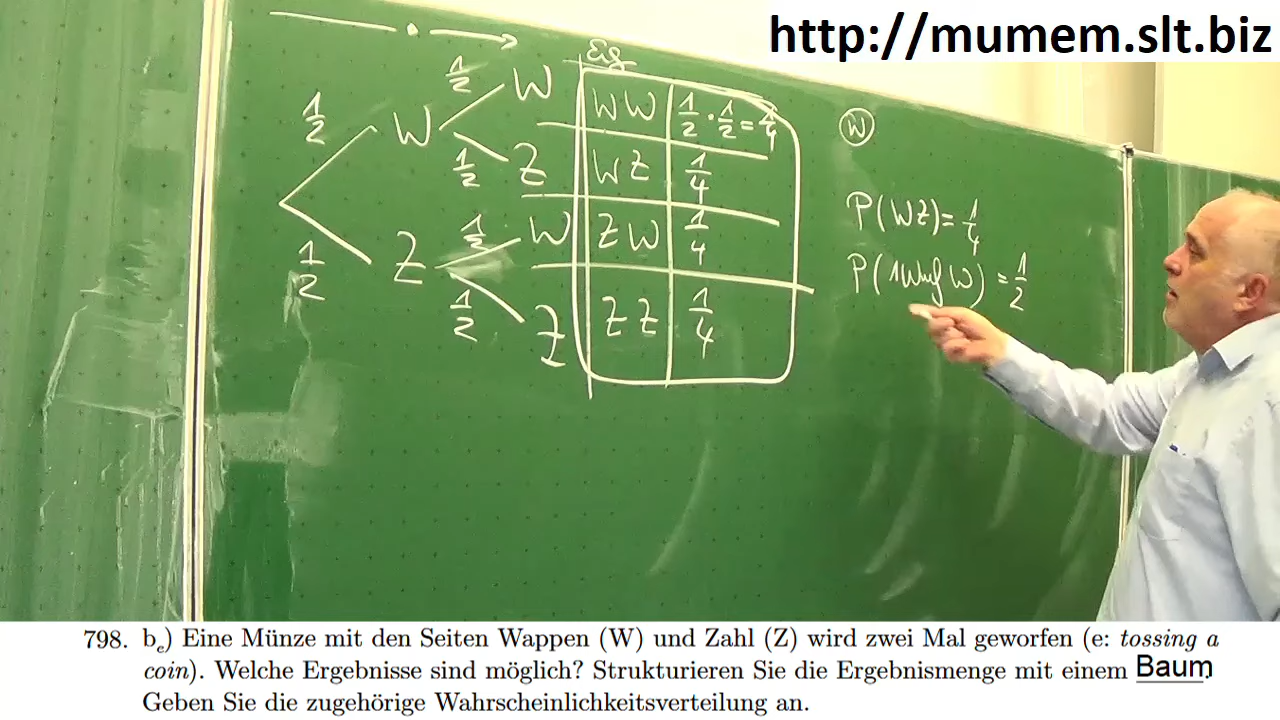 http://mumem.slt.biz
Erg
1/2 W 1/2 W WW 1/2 · 1/2 = 1/4
1/2 Z WZ 1/4
1/2 Z 1/2 W ZW 1/4
1/2 Z ZZ 1/4
W
P(WZ) = 1/4
P(1Wurf W) = 1/2
798. b_e) Eine Münze mit den Seiten Wappen (W) und Zahl (Z) wird zwei Mal geworfen (e: tossing a
coin). Welche Ergebnisse sind möglich? Strukturieren Sie die Ergebnismenge mit einem Baum.
Geben Sie die zugehörige Wahrscheinlichkeitsverteilung an.